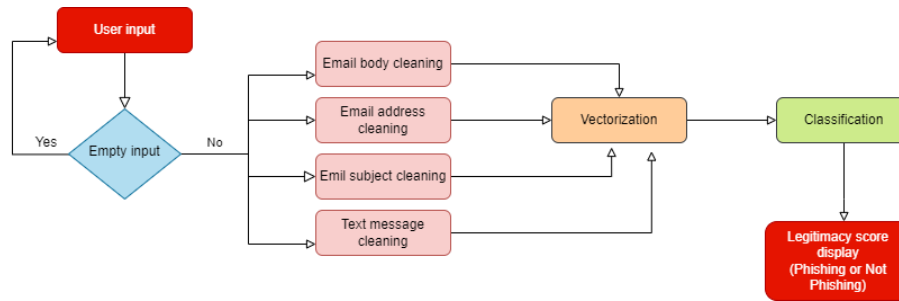 User input
Email body cleaning
Email address
cleaning
Vectorization
Classification
Yes
Empty input
No
Emil subject cleaning
Text message
cleaning
Legitimacy score
display
(Phishing or Not
Phishing)